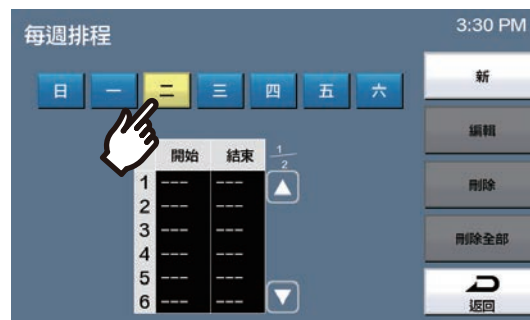 每週排程
3:30 PM
日 一 二 三 四 五 六
新
編輯
刪除
刪除全部
返回
開始 結束 1/2
1 --- ---
2 --- ---
3 --- ---
4 --- ---
5 --- ---
6 --- ---